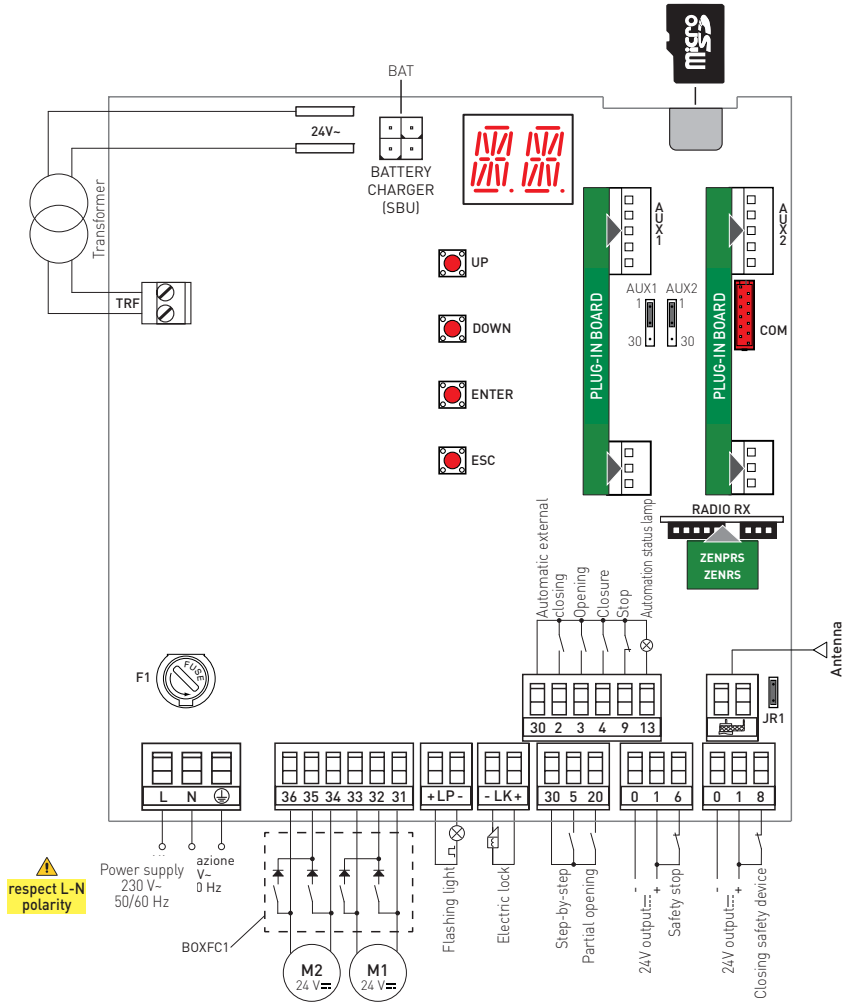 Micro
SD
BAT
24V~
BATTERY
CHARGER
(SBU)
Transformer
TRF
UP
DOWN
ENTER
ESC
PLUG-IN BOARD
AUX1
PLUG-IN BOARD
AUX2
AUX1 AUX2
1 1
30 30
COM
RADIO RX
ZENPRS
ZENRS
Automatic external
closing
Opening
Closure
Stop
Automation status lamp
Antenna
F1
FUSE
30 2 3 4 9 13
JR1
L N
36 35 34 33 32 31
+LP-
- LK+
30 5 20
0 1 6
0 1 8
respect L-N
polarity
Power supply
230 V~
50/60 Hz
azione
V~
0 Hz
BOXFC1
M2
24 V
M1
24 V
Flashing light
Electric lock
Step-by-step
Partial opening
24V output
- +
Safety stop
24V output
- +
Closing safety device